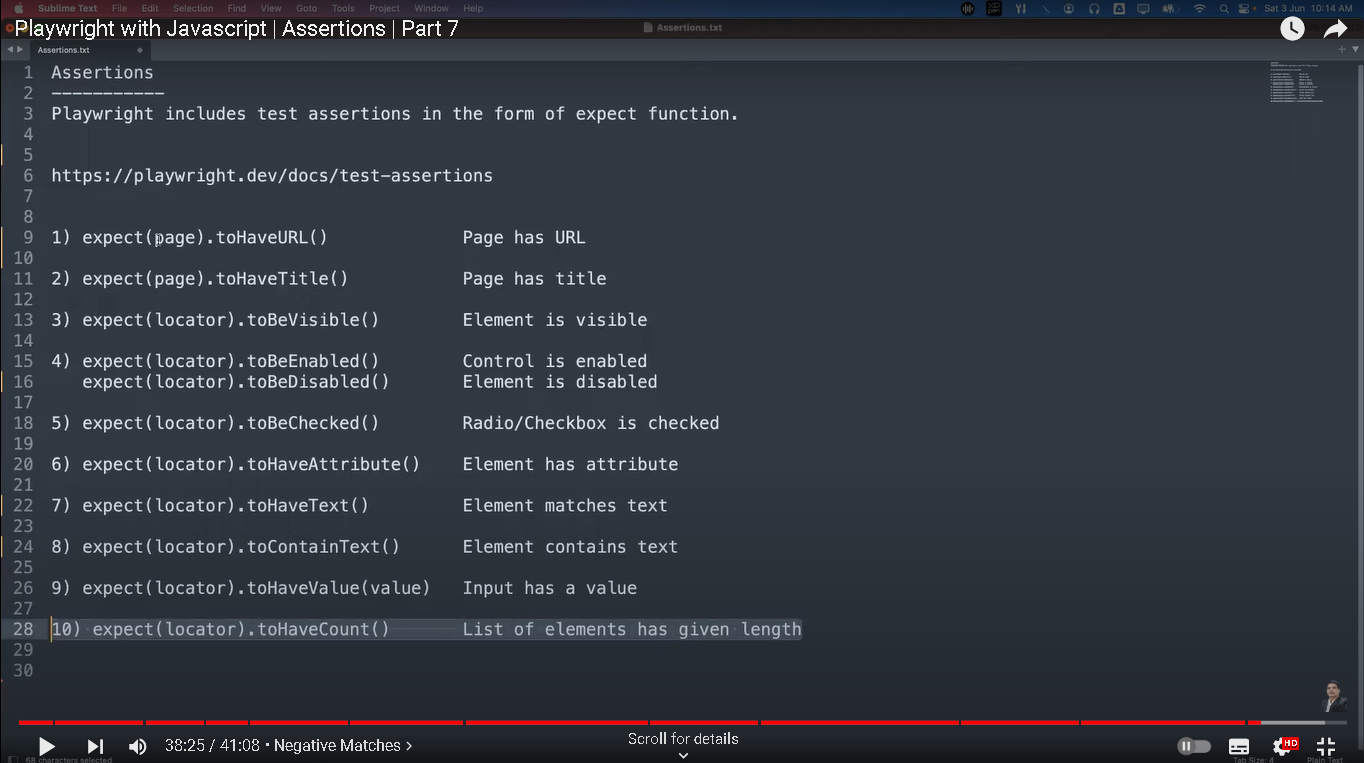 Sublime Text File Edit Selection Find View Goto Tools Project Window Help Sat 3 Jun 10:14 AM
Playwright with Javascript | Assertions | Part 7
Assertions.txt
Assertions.txt
1 Assertions
2 -----------
3 Playwright includes test assertions in the form of expect function.
4
5
6 https://playwright.dev/docs/test-assertions
7
8
9 1) expect(page).toHaveURL() Page has URL
10
11 2) expect(page).toHaveTitle() Page has title
12
13 3) expect(locator).toBeVisible() Element is visible
14
15 4) expect(locator).toBeEnabled() Control is enabled
16 expect(locator).toBeDisabled() Element is disabled
17
18 5) expect(locator).toBeChecked() Radio/Checkbox is checked
19
20 6) expect(locator).toHaveAttribute() Element has attribute
21
22 7) expect(locator).toHaveText() Element matches text
23
24 8) expect(locator).toContainText() Element contains text
25
26 9) expect(locator).toHaveValue(value) Input has a value
27
28 10) expect(locator).toHaveCount() List of elements has given length
29
30
Scroll for details
38:25 / 41:08 • Negative Matches >
HD
68 characters selected Tab Size: 4 Plain Text